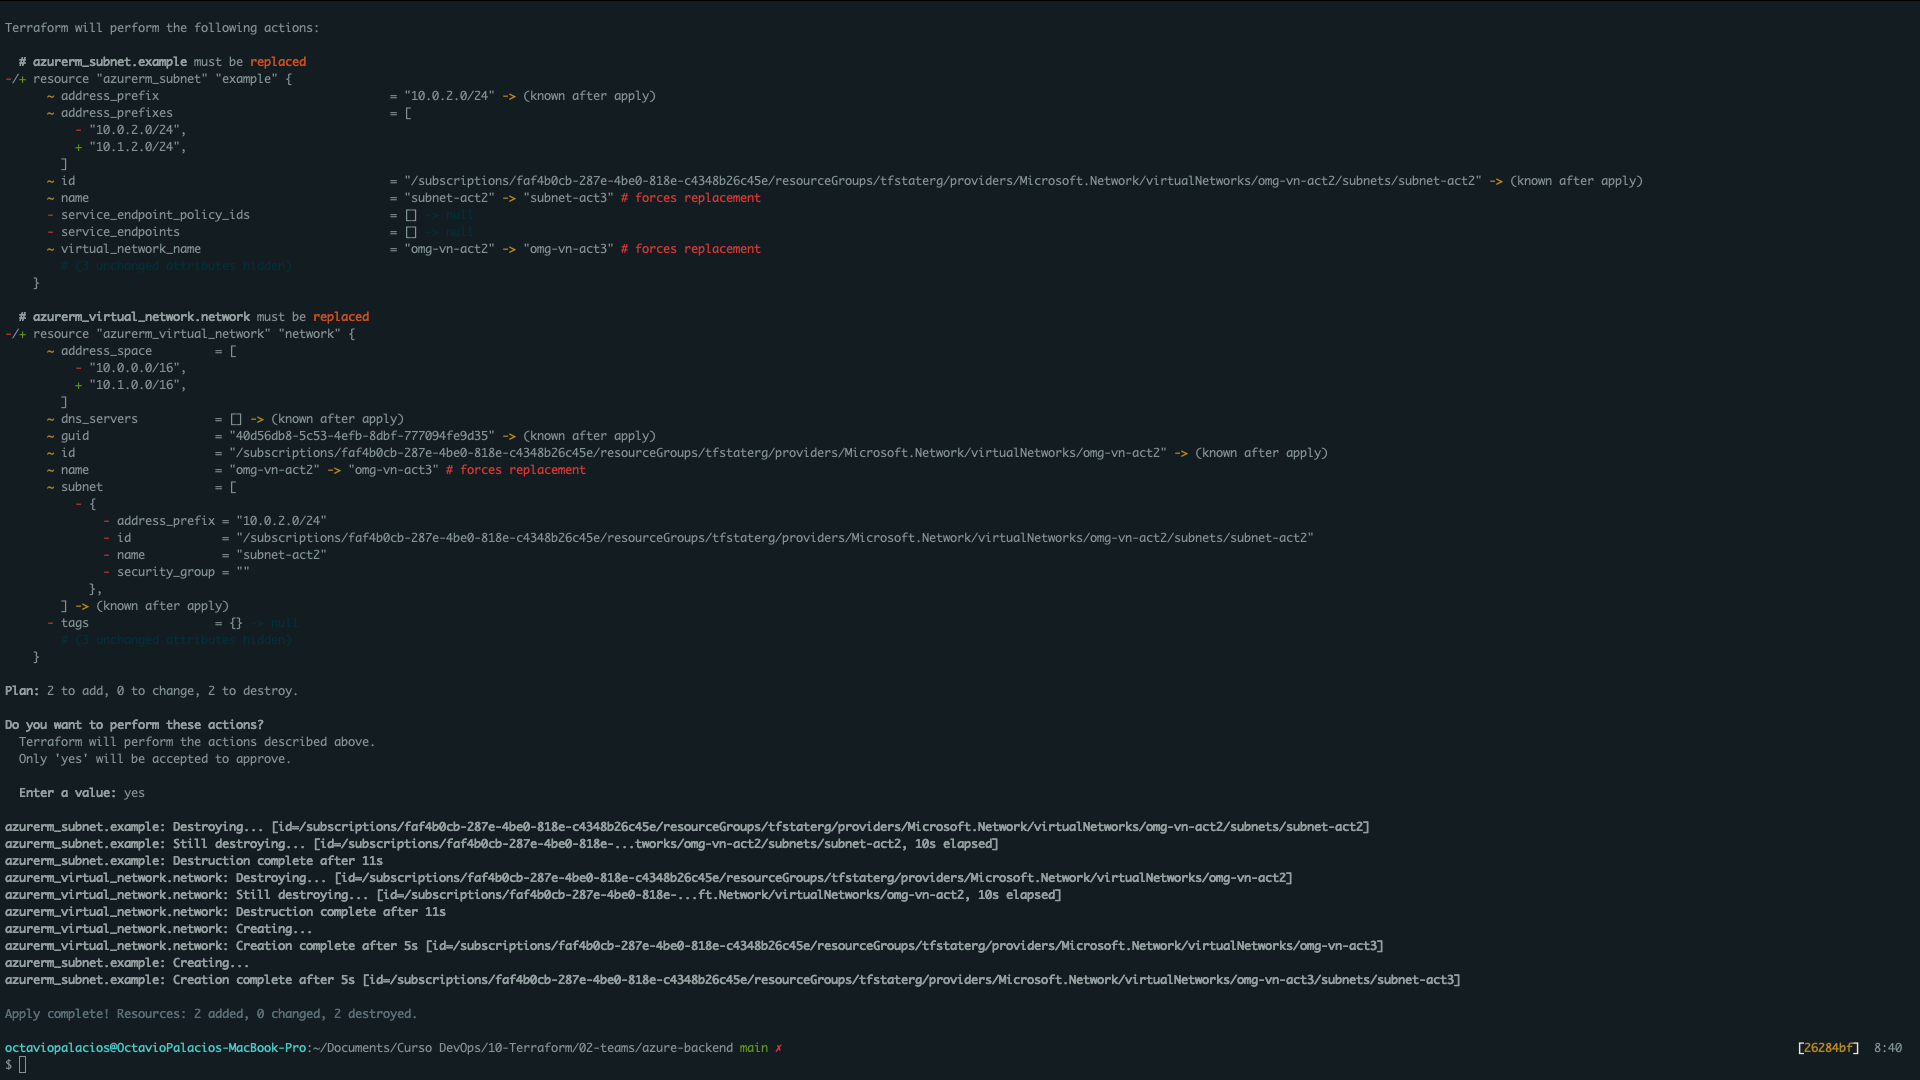 Terraform will perform the following actions:
# azurerm_subnet.example must be replaced
-/+ resource "azurerm_subnet" "example" {
~ address_prefix = "10.0.2.0/24" -> (known after apply)
~ address_prefixes = [
- "10.0.2.0/24",
+ "10.1.2.0/24",
]
~ id = "/subscriptions/faf4b0cb-287e-4be0-818e-c4348b26c45e/resourceGroups/tfstaterg/providers/Microsoft.Network/virtualNetworks/omg-vn-act2/subnets/subnet-act2" -> (known after apply)
~ name = "subnet-act2" -> "subnet-act3" # forces replacement
- service_endpoint_policy_ids = [] -> null
- service_endpoints = [] -> null
~ virtual_network_name = "omg-vn-act2" -> "omg-vn-act3" # forces replacement
# (3 unchanged attributes hidden)
}
# azurerm_virtual_network.network must be replaced
-/+ resource "azurerm_virtual_network" "network" {
~ address_space = [
- "10.0.0.0/16",
+ "10.1.0.0/16",
]
~ dns_servers = [] -> (known after apply)
~ guid = "40d56db8-5c53-4efb-8dbf-777094fe9d35" -> (known after apply)
~ id = "/subscriptions/faf4b0cb-287e-4be0-818e-c4348b26c45e/resourceGroups/tfstaterg/providers/Microsoft.Network/virtualNetworks/omg-vn-act2" -> (known after apply)
~ name = "omg-vn-act2" -> "omg-vn-act3" # forces replacement
~ subnet = [
- {
- address_prefix = "10.0.2.0/24"
- id = "/subscriptions/faf4b0cb-287e-4be0-818e-c4348b26c45e/resourceGroups/tfstaterg/providers/Microsoft.Network/virtualNetworks/omg-vn-act2/subnets/subnet-act2"
- name = "subnet-act2"
- security_group = ""
},
] -> (known after apply)
- tags = {} -> null
# (3 unchanged attributes hidden)
}
Plan: 2 to add, 0 to change, 2 to destroy.
Do you want to perform these actions?
Terraform will perform the actions described above.
Only 'yes' will be accepted to approve.
Enter a value: yes
azurerm_subnet.example: Destroying... [id=/subscriptions/faf4b0cb-287e-4be0-818e-c4348b26c45e/resourceGroups/tfstaterg/providers/Microsoft.Network/virtualNetworks/omg-vn-act2/subnets/subnet-act2]
azurerm_subnet.example: Still destroying... [id=/subscriptions/faf4b0cb-287e-4be0-818e-...tworks/omg-vn-act2/subnets/subnet-act2, 10s elapsed]
azurerm_subnet.example: Destruction complete after 11s
azurerm_virtual_network.network: Destroying... [id=/subscriptions/faf4b0cb-287e-4be0-818e-c4348b26c45e/resourceGroups/tfstaterg/providers/Microsoft.Network/virtualNetworks/omg-vn-act2]
azurerm_virtual_network.network: Still destroying... [id=/subscriptions/faf4b0cb-287e-4be0-818e-...ft.Network/virtualNetworks/omg-vn-act2, 10s elapsed]
azurerm_virtual_network.network: Destruction complete after 11s
azurerm_virtual_network.network: Creating...
azurerm_virtual_network.network: Creation complete after 5s [id=/subscriptions/faf4b0cb-287e-4be0-818e-c4348b26c45e/resourceGroups/tfstaterg/providers/Microsoft.Network/virtualNetworks/omg-vn-act3]
azurerm_subnet.example: Creating...
azurerm_subnet.example: Creation complete after 5s [id=/subscriptions/faf4b0cb-287e-4be0-818e-c4348b26c45e/resourceGroups/tfstaterg/providers/Microsoft.Network/virtualNetworks/omg-vn-act3/subnets/subnet-act3]
Apply complete! Resources: 2 added, 0 changed, 2 destroyed.
octaviopalacios@OctavioPalacios-MacBook-Pro:~/Documents/Curso DevOps/10-Terraform/02-teams/azure-backend main ✗ [26284bf] 8:40
$